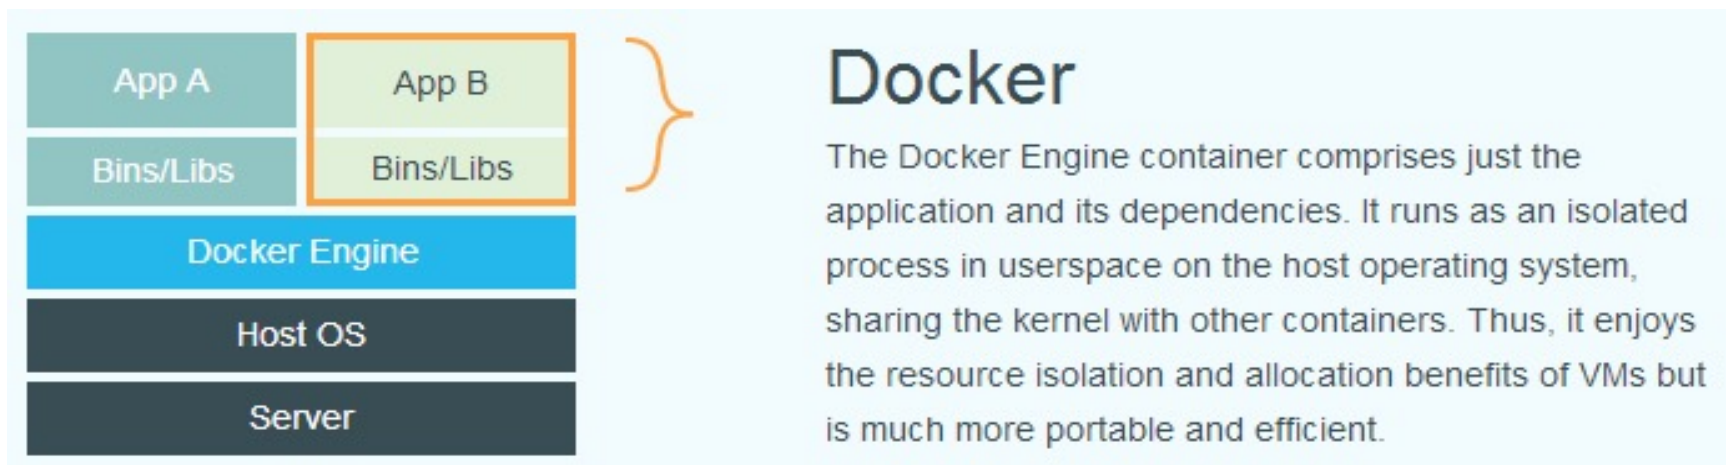 App A
App B
Bins/Libs
Bins/Libs
Docker Engine
Host OS
Server
Docker
The Docker Engine container comprises just the
application and its dependencies. It runs as an isolated
process in userspace on the host operating system,
sharing the kernel with other containers. Thus, it enjoys
the resource isolation and allocation benefits of VMs but
is much more portable and efficient.